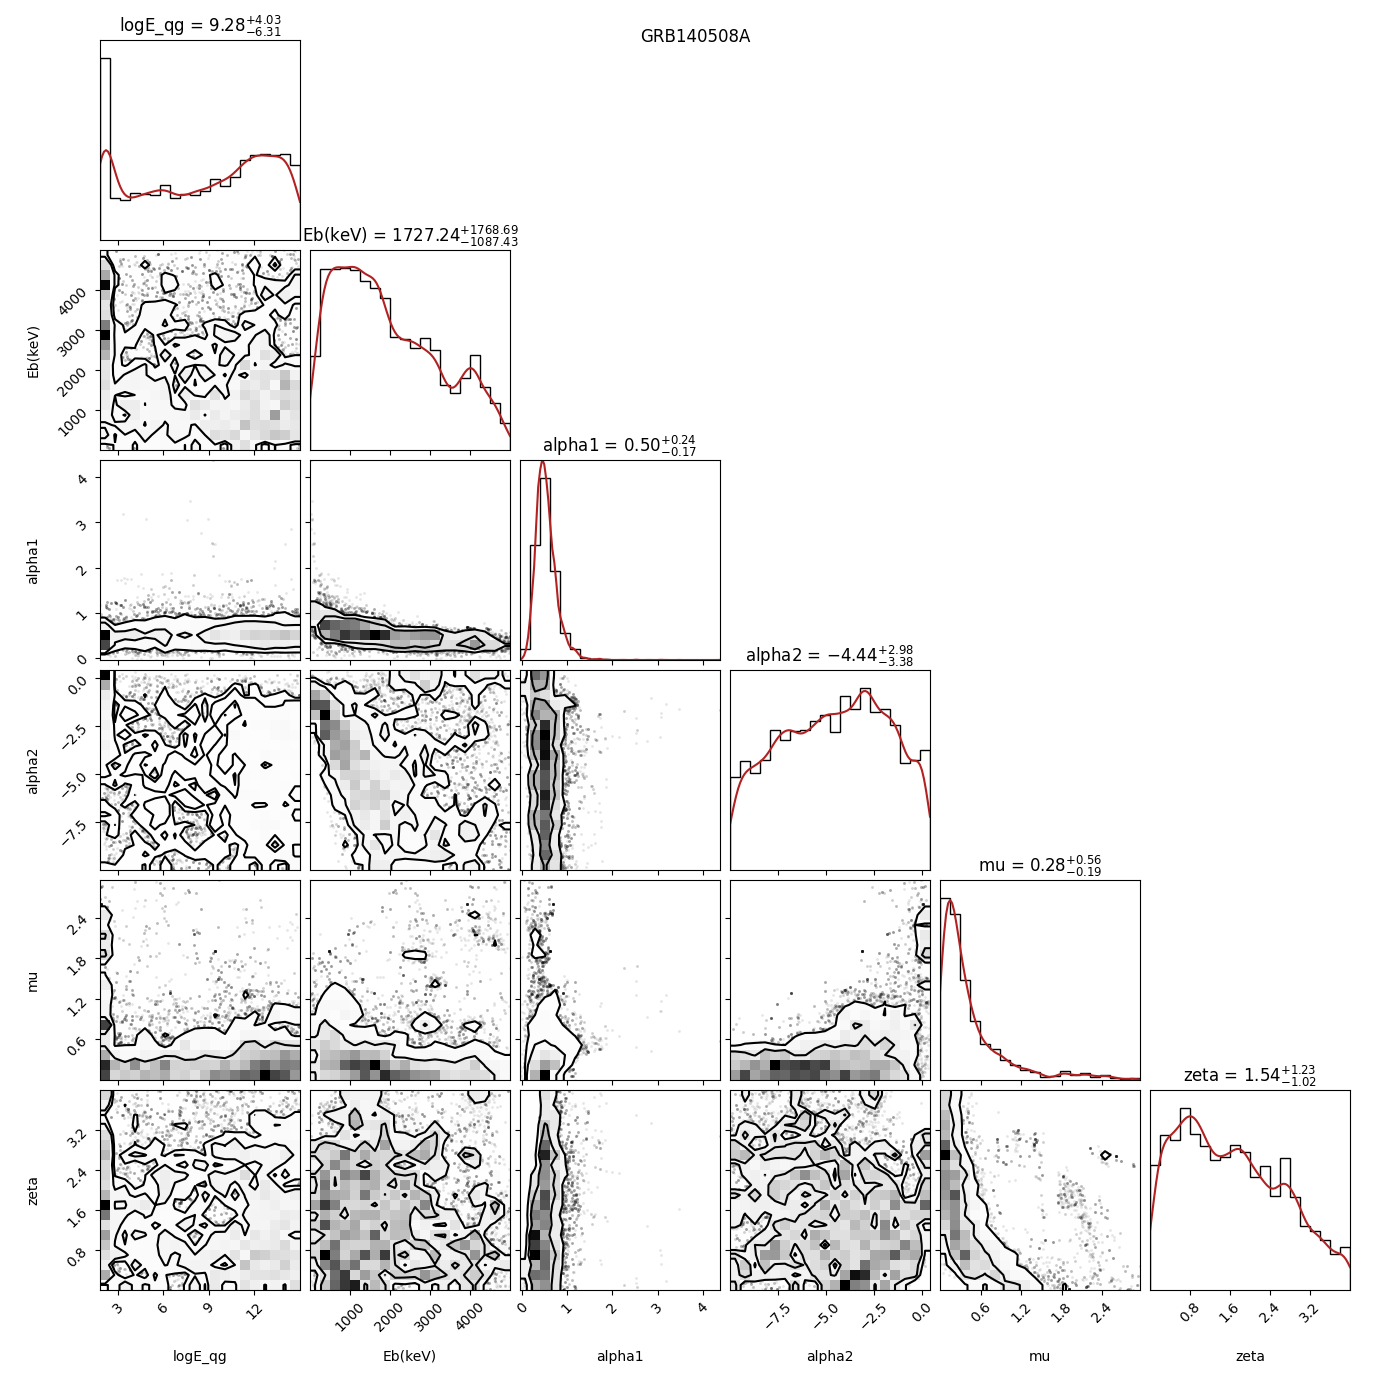 GRB140508A
logE_qg = 9.28+4.03−6.31
Eb(keV) = 1727.24+1768.69−1087.43
Eb(keV)
4000
3000
2000
1000
alpha1 = 0.50+0.24−0.17
alpha1
4
3
2
1
0
alpha2 = −4.44+2.98−3.38
alpha2
0.0
−2.5
−5.0
−7.5
mu = 0.28+0.56−0.19
mu
2.4
1.8
1.2
0.6
zeta = 1.54+1.23−1.02
zeta
3.2
2.4
1.6
0.8
3 6 9 12
1000 2000 3000 4000
0 1 2 3 4
−7.5 −5.0 −2.5 0.0
0.6 1.2 1.8 2.4
0.8 1.6 2.4 3.2
logE_qg Eb(keV) alpha1 alpha2 mu zeta